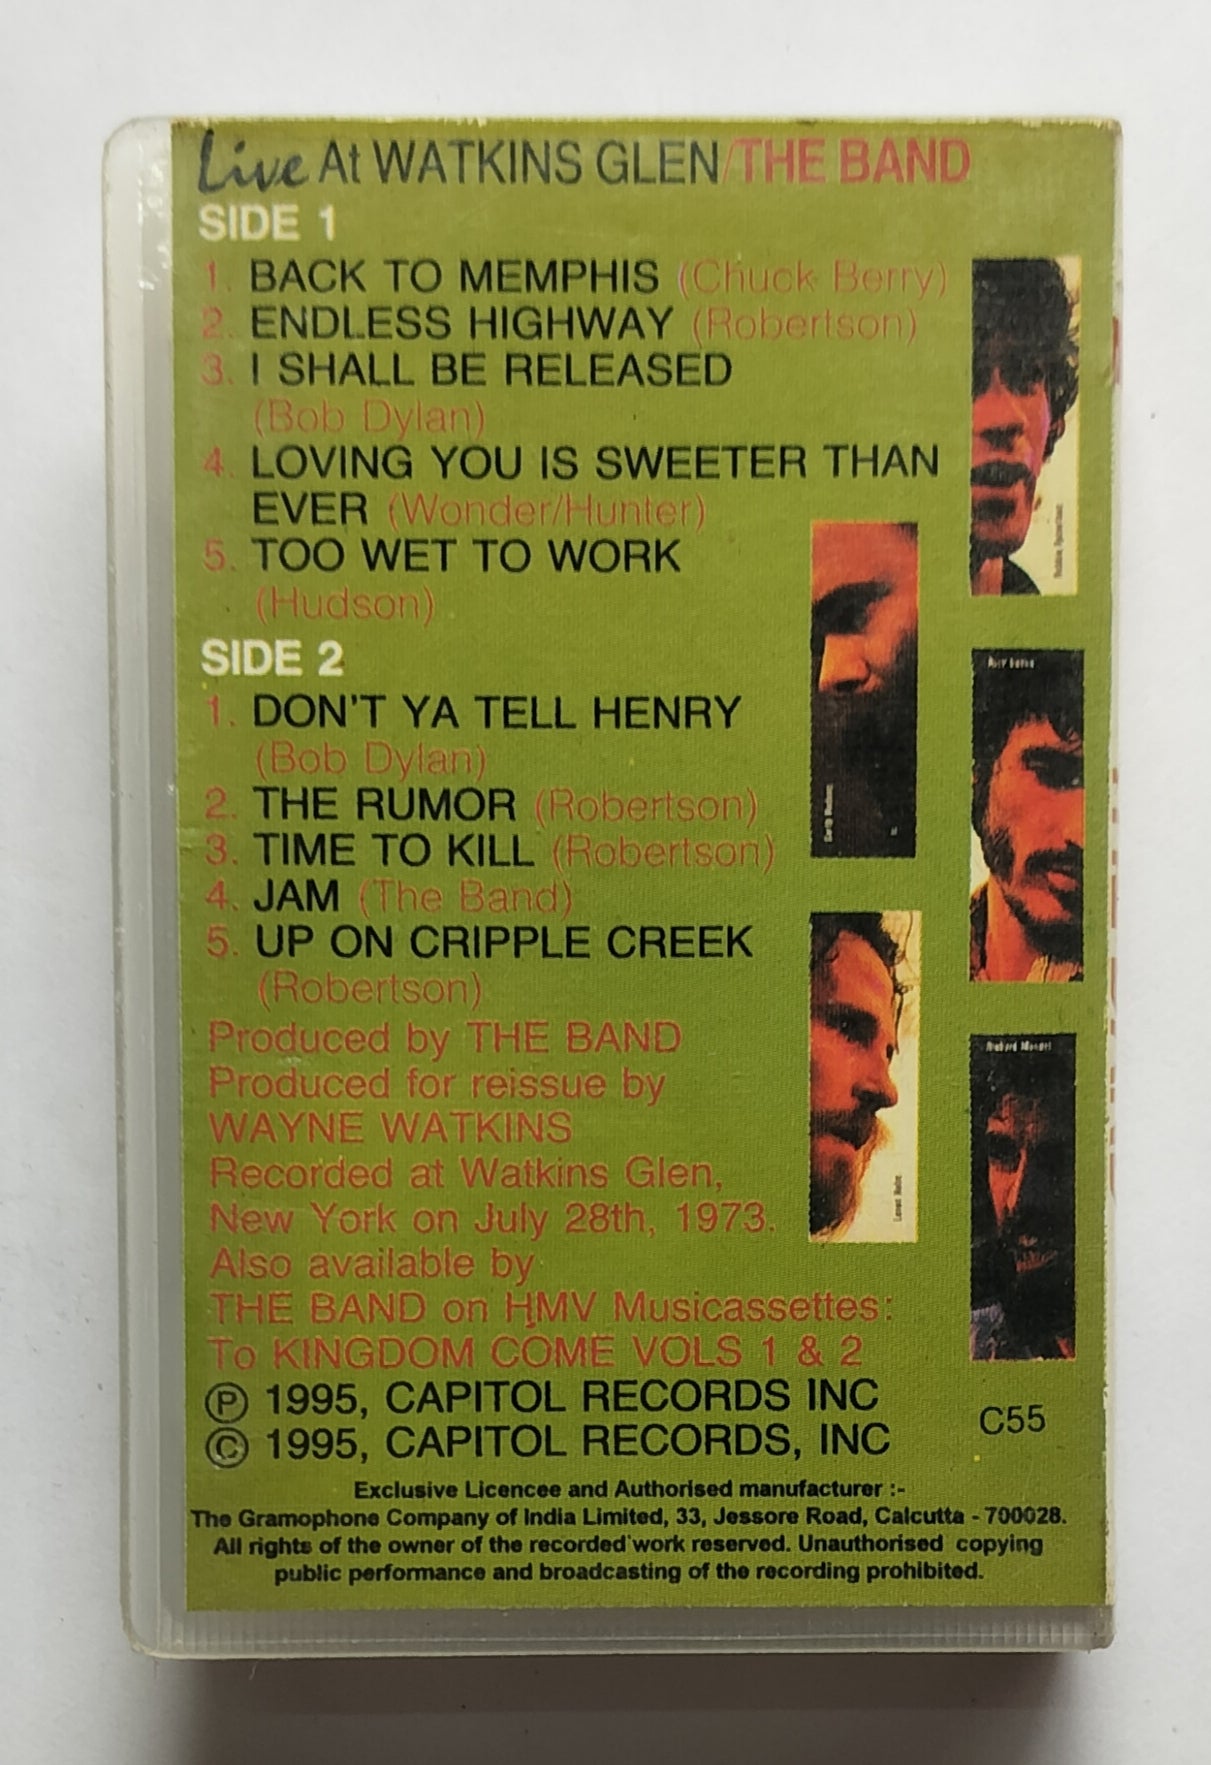 Live At WATKINS GLEN/THE BAND
SIDE 1
1. BACK TO MEMPHIS (Chuck Berry)
2. ENDLESS HIGHWAY (Robertson)
3. I SHALL BE RELEASED
(Bob Dylan)
4. LOVING YOU IS SWEETER THAN
EVER (Wonder/Hunter)
5. TOO WET TO WORK
(Hudson)
SIDE 2
1. DON'T YA TELL HENRY
(Bob Dylan)
2. THE RUMOR (Robertson)
3. TIME TO KILL (Robertson)
4. JAM (The Band)
5. UP ON CRIPPLE CREEK
(Robertson)
Produced by THE BAND
Produced for reissue by
WAYNE WATKINS
Recorded at Watkins Glen,
New York on July 28th, 1973.
Also available by
THE BAND on HMV Musicassettes:
To KINGDOM COME VOLS 1 & 2
Ⓟ 1995, CAPITOL RECORDS INC
© 1995, CAPITOL RECORDS, INC
C55
Exclusive Licencee and Authorised manufacturer :-
The Gramophone Company of India Limited, 33, Jessore Road, Calcutta - 700028.
All rights of the owner of the recorded work reserved. Unauthorised copying
public performance and broadcasting of the recording prohibited.
Richard Manuel